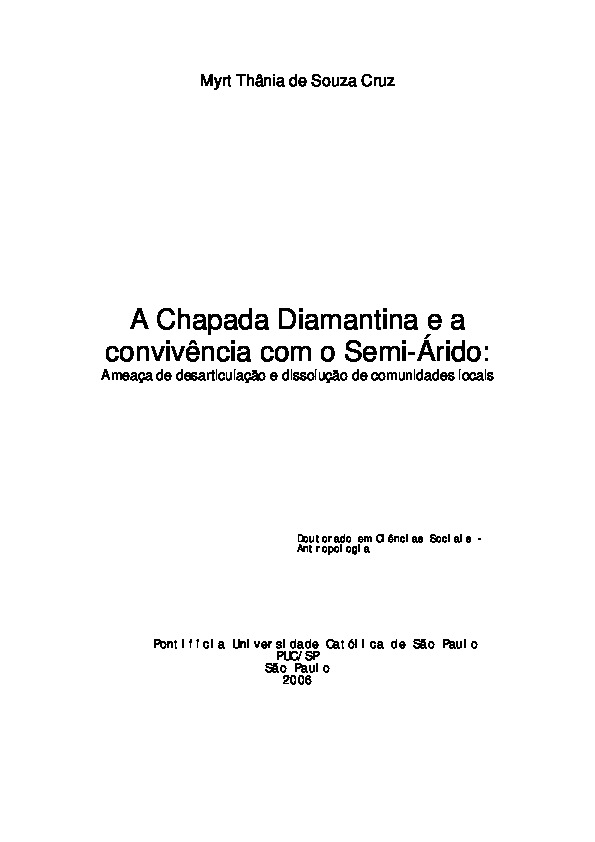 Myrt Thânia de Souza Cruz
A Chapada Diamantina e a
convivência com o Semi-Árido:
Ameaça de desarticulação e dissolução de comunidades locais
Doutorado em Ciências Sociais -
Antropologia
Pontifícia Universidade Católica de São Paulo
PUC/SP
São Paulo
2006